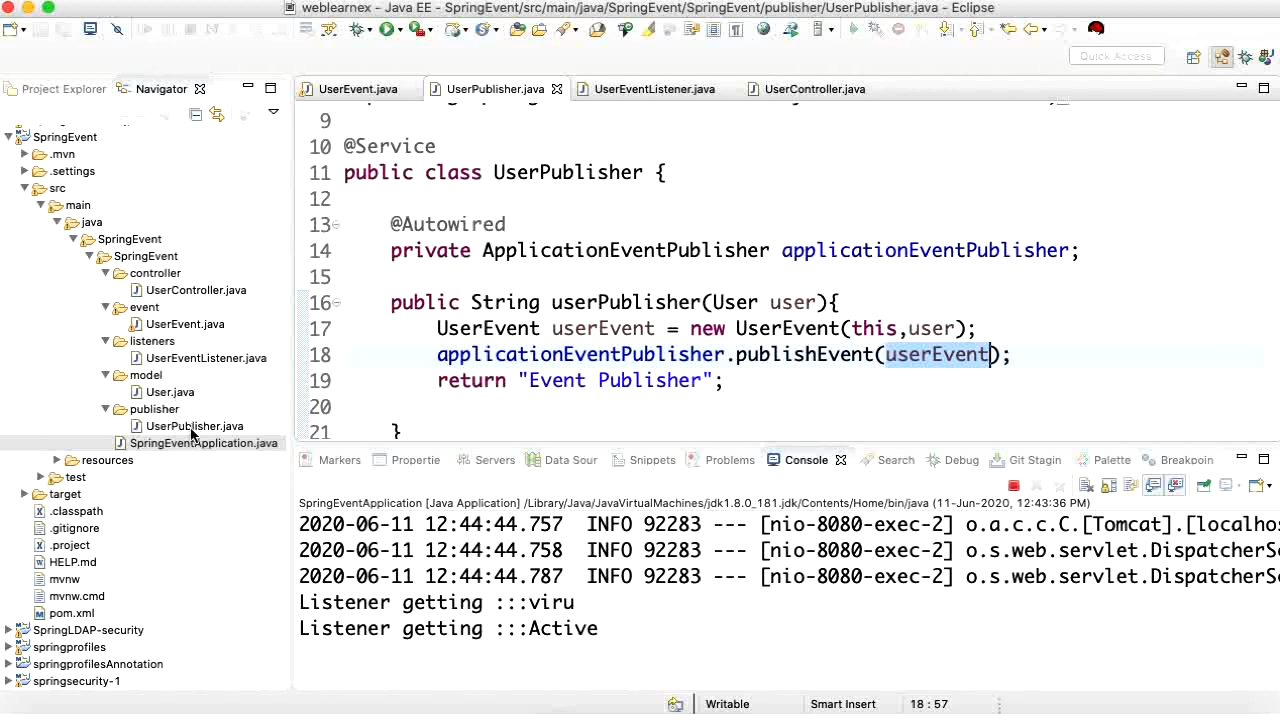 weblearnex - Java EE - SpringEvent/src/main/java/SpringEvent/SpringEvent/publisher/UserPublisher.java - Eclipse
Quick Access
Project Explorer
Navigator
SpringEvent
.mvn
.settings
src
main
java
SpringEvent
SpringEvent
controller
UserController.java
event
UserEvent.java
listeners
UserEventListener.java
model
User.java
publisher
UserPublisher.java
SpringEventApplication.java
resources
test
target
.classpath
.gitignore
.project
HELP.md
mvnw
mvnw.cmd
pom.xml
SpringLDAP-security
springprofiles
springprofilesAnnotation
springsecurity-1
UserEvent.java
UserPublisher.java
UserEventListener.java
UserController.java
9
10 @Service
11 public class UserPublisher {
12
13 @Autowired
14 private ApplicationEventPublisher applicationEventPublisher;
15
16 public String userPublisher(User user){
17 UserEvent userEvent = new UserEvent(this,user);
18 applicationEventPublisher.publishEvent(userEvent);
19 return "Event Publisher";
20
21 }
Markers
Propertie
Servers
Data Sour
Snippets
Problems
Console
Search
Debug
Git Stagin
Palette
Breakpoin
SpringEventApplication [Java Application] /Library/Java/JavaVirtualMachines/jdk1.8.0_181.jdk/Contents/Home/bin/java (11-Jun-2020, 12:43:36 PM)
2020-06-11 12:44:44.757 INFO 92283 --- [nio-8080-exec-2] o.a.c.c.C.[Tomcat].[localhos
2020-06-11 12:44:44.758 INFO 92283 --- [nio-8080-exec-2] o.s.web.servlet.DispatcherS
2020-06-11 12:44:44.787 INFO 92283 --- [nio-8080-exec-2] o.s.web.servlet.DispatcherS
Listener getting :::viru
Listener getting :::Active
Writable
Smart Insert
18 : 57